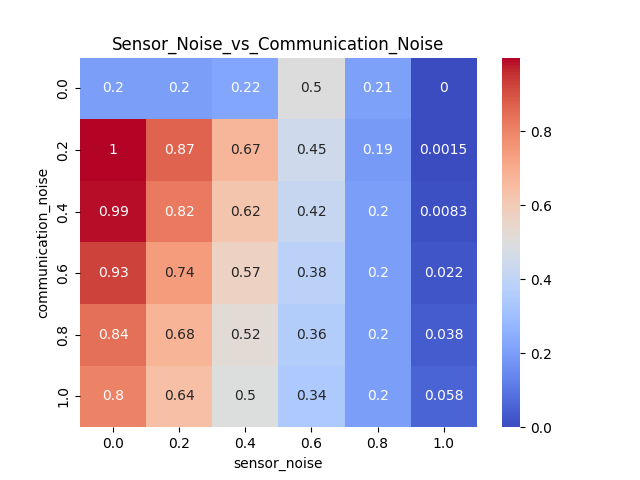 Sensor_Noise_vs_Communication_Noise
communication_noise
0.0 0.2 0.2 0.22 0.5 0.21 0
0.2 1 0.87 0.67 0.45 0.19 0.0015
0.4 0.99 0.82 0.62 0.42 0.2 0.0083
0.6 0.93 0.74 0.57 0.38 0.2 0.022
0.8 0.84 0.68 0.52 0.36 0.2 0.038
1.0 0.8 0.64 0.5 0.34 0.2 0.058
0.0 0.2 0.4 0.6 0.8 1.0
sensor_noise
0.8
0.6
0.4
0.2
0.0